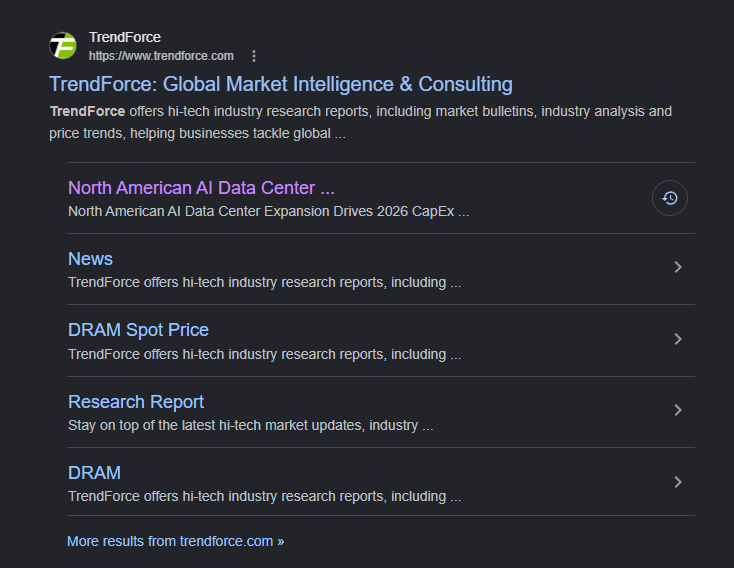 TrendForce
https://www.trendforce.com
TrendForce: Global Market Intelligence & Consulting
TrendForce offers hi-tech industry research reports, including market bulletins, industry analysis and
price trends, helping businesses tackle global ...
North American AI Data Center ...
North American AI Data Center Expansion Drives 2026 CapEx ...
News
TrendForce offers hi-tech industry research reports, including ...
DRAM Spot Price
TrendForce offers hi-tech industry research reports, including ...
Research Report
Stay on top of the latest hi-tech market updates, industry ...
DRAM
TrendForce offers hi-tech industry research reports, including ...
More results from trendforce.com »